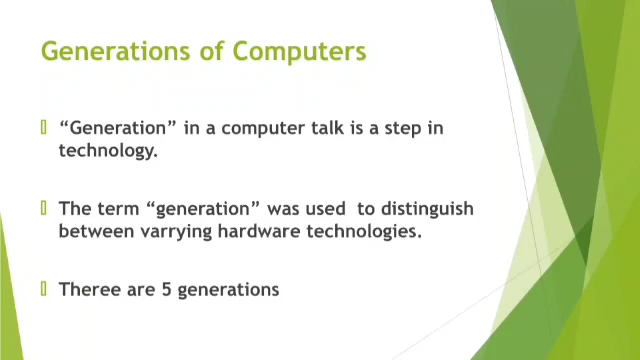 Generations of Computers
“Generation” in a computer talk is a step in
technology.
The term “generation” was used to distinguish
between varrying hardware technologies.
Theree are 5 generations